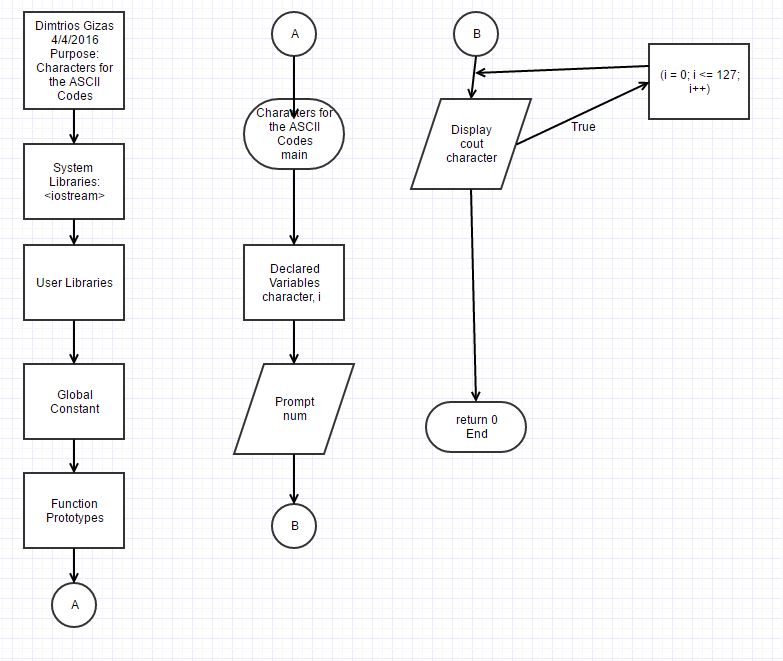 Dimtrios Gizas
4/4/2016
Purpose:
Characters for
the ASCII
Codes
System
Libraries:
<iostream>
User Libraries
Global
Constant
Function
Prototypes
A
A
Characters for
the ASCII
Codes
main
Declared
Variables
character, i
Prompt
num
B
B
(i = 0; i <= 127;
i++)
True
Display
cout
character
return 0
End